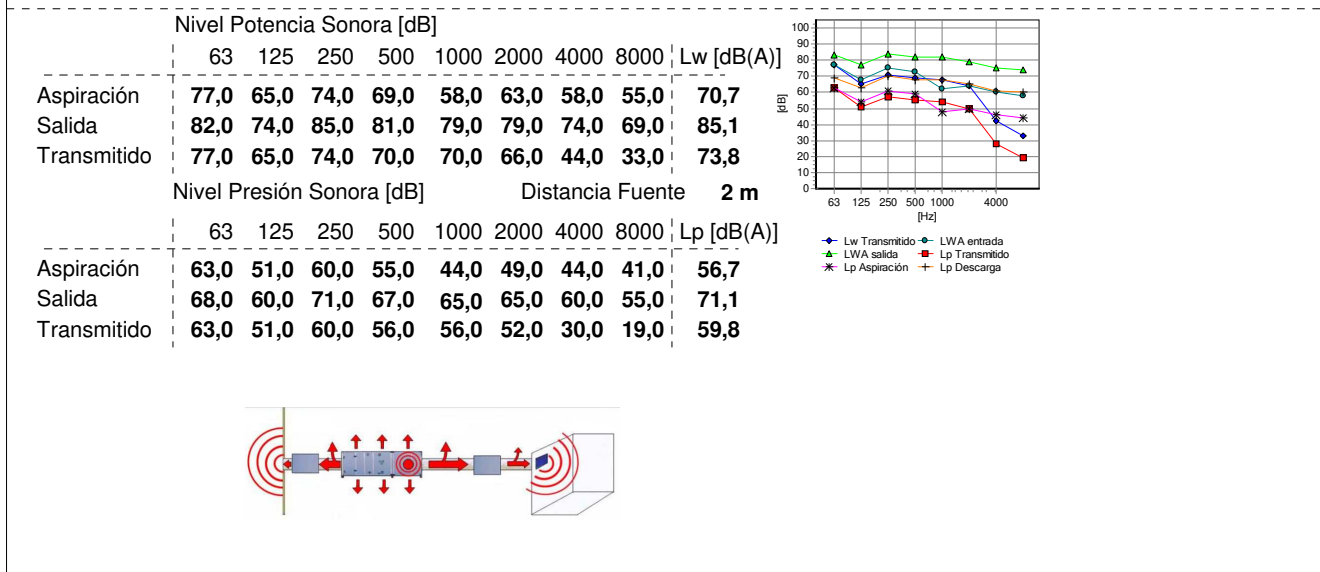 Nivel Potencia Sonora [dB]
63 125 250 500 1000 2000 4000 8000 Lw [dB(A)]
Aspiración 77,0 65,0 74,0 69,0 58,0 63,0 58,0 55,0 70,7
Salida 82,0 74,0 85,0 81,0 79,0 79,0 74,0 69,0 85,1
Transmitido 77,0 65,0 74,0 70,0 70,0 66,0 44,0 33,0 73,8
Nivel Presión Sonora [dB] Distancia Fuente 2 m
63 125 250 500 1000 2000 4000 8000 Lp [dB(A)]
Aspiración 63,0 51,0 60,0 55,0 44,0 49,0 44,0 41,0 56,7
Salida 68,0 60,0 71,0 67,0 65,0 65,0 60,0 55,0 71,1
Transmitido 63,0 51,0 60,0 56,0 56,0 52,0 30,0 19,0 59,8
100
90
80
70
60
50
40
30
20
10
0
[dB]
63 125 250 500 1000 4000
[Hz]
Lw Transmitido LWA entrada
LWA salida Lp Transmitido
Lp Aspiración Lp Descarga